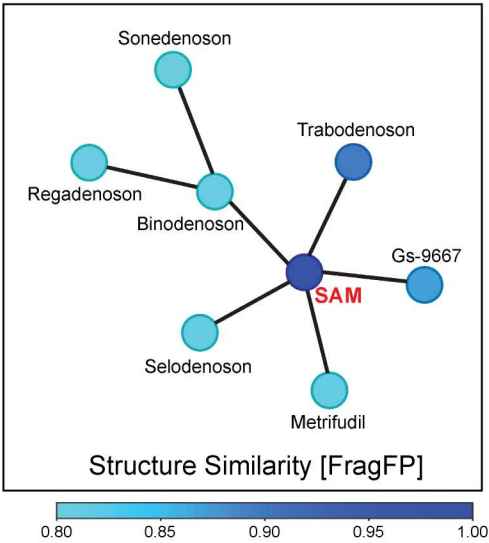 Sonedenoson
Trabodenoson
Regadenoson
Binodenoson
Gs-9667
SAM
Selodenoson
Metrifudil
Structure Similarity [FragFP]
0.80 0.85 0.90 0.95 1.00